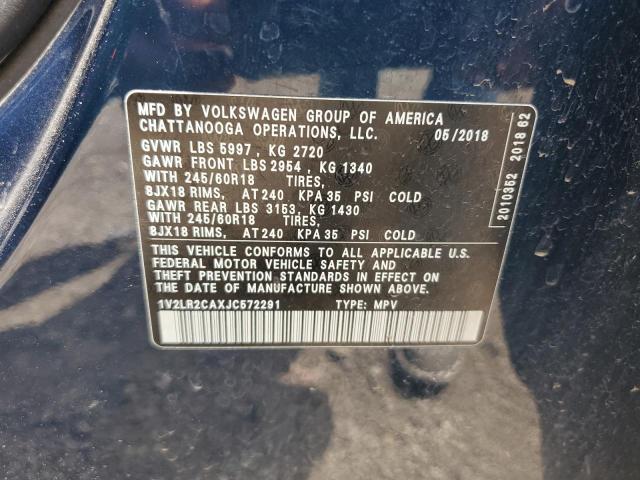 MFD BY VOLKSWAGEN GROUP OF AMERICA
CHATTANOOGA OPERATIONS, LLC. 05/2018
GVWR LBS 5997, KG 2720
GAWR FRONT LBS 2954, KG 1340
WITH 245/60R18 TIRES,
8JX18 RIMS, AT 240 KPA 35 PSI COLD
GAWR REAR LB 3153, KG 1430
WITH 245/60R18 TIRES,
8JX18 RIMS, AT 240 KPA 35 PSI COLD
THIS VEHICLE CONFORMS TO ALL APPLICABLE U.S.
FEDERAL MOTOR VEHICLE SAFETY AND
THEFT PREVENTION STANDARDS IN EFFECT ON
THE DATE OF MANUFACTURE SHOWN ABOVE.
1V2LR2CAXJC572291 TYPE: MPV
2010352 2018 62